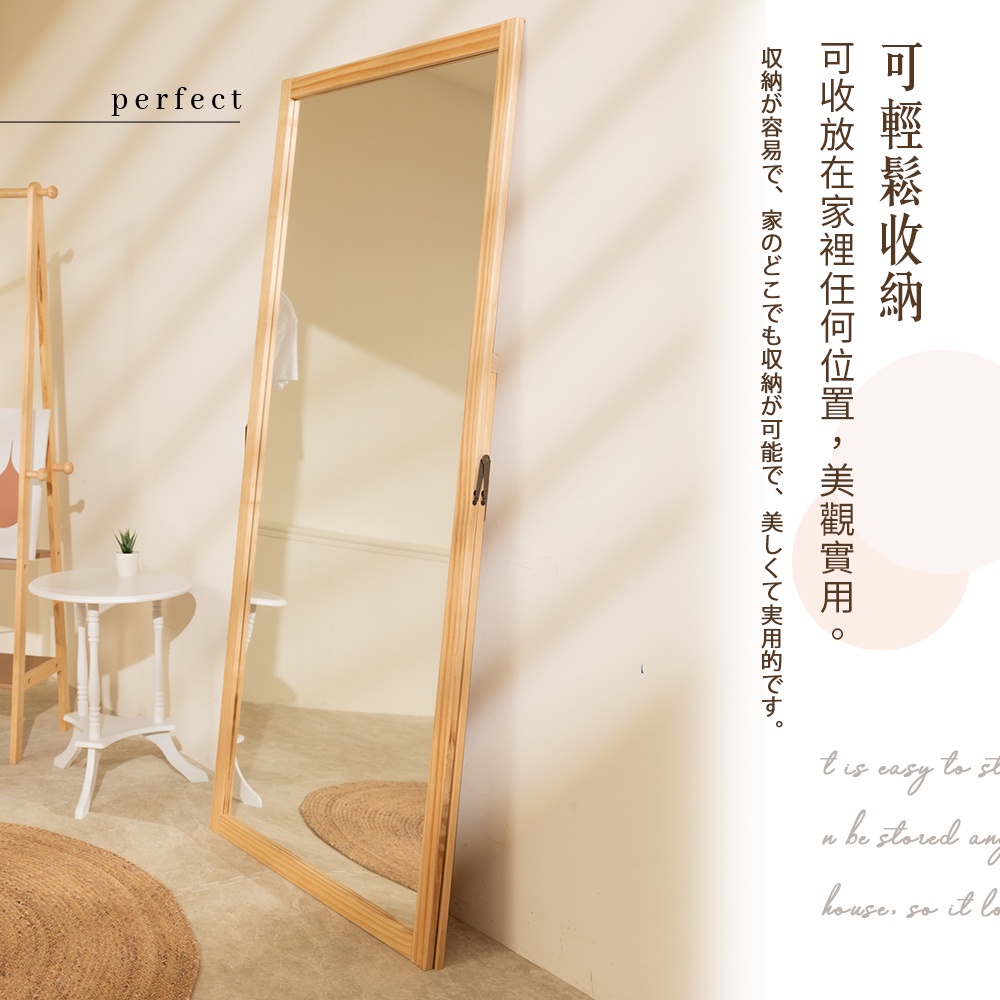 perfect
可輕鬆收納
可收放在家裡任何位置，美觀實用。
収納が容易で、家のどこでも収納が可能で、美しくて実用的です。
t is easy to st
n be stored any
house, so it lo